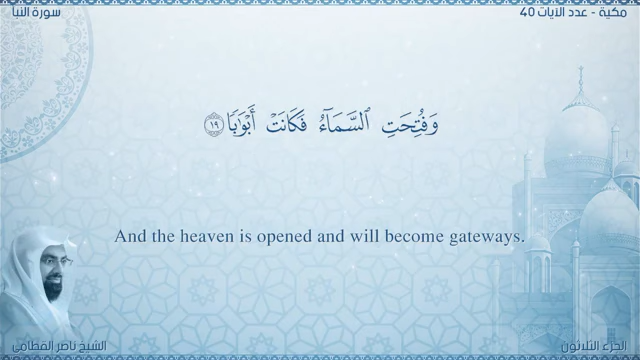 مكية - عدد الآيات 40
سورة النبأ
وَفُتِحَتِ ٱلسَّمَآءُ فَكَانَتْ أَبْوَٰبًا ١٩
And the heaven is opened and will become gateways.
الشيخ ناصر القطامي
الجزء الثلاثون